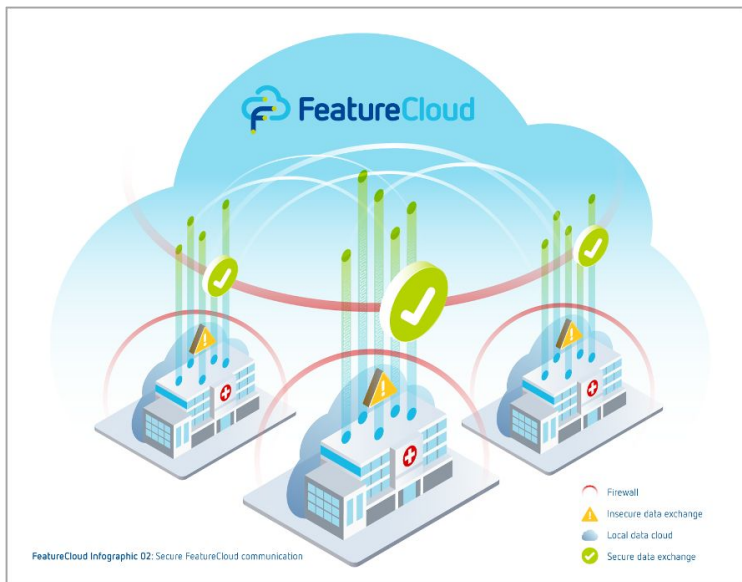 FeatureCloud
Firewall
Insecure data exchange
Local data cloud
Secure data exchange
FeatureCloud Infographic 02: Secure FeatureCloud communication